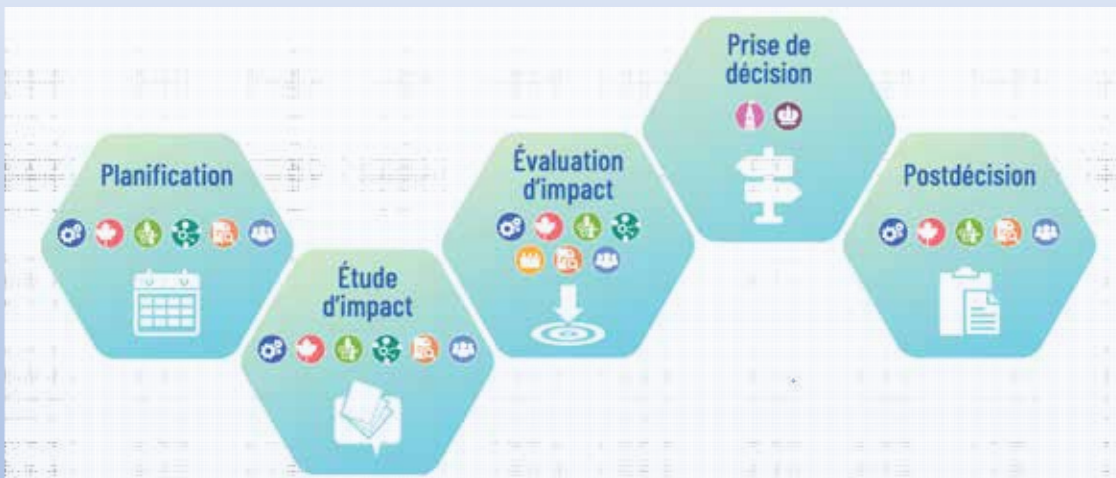 Planification
Étude
d'impact
Évaluation
d'impact
Prise de
décision
Postdécision